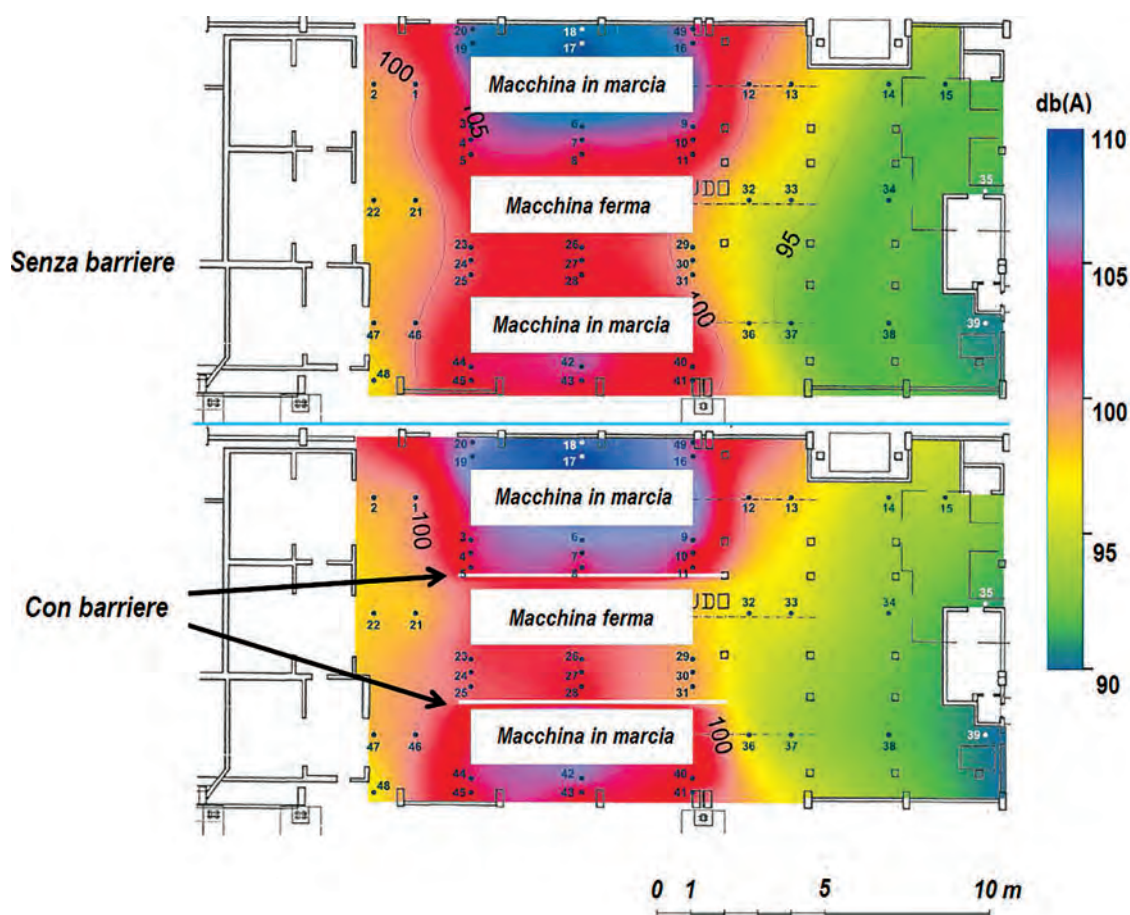 20 18 49
19 17 16
100
Macchina in marcia
2 1 12 13 14 15
105
3 6 9
4 7 10
5 8 11
db(A)
110
105
100
95
90
Macchina ferma
32 33 34 35
22 21
95
Senza barriere
23 26 29
24 27 30
25 28 31
100
Macchina in marcia
47 46 36 37 38 39
48 44 42 40
45 43 41
20 18 49
19 17 16
Macchina in marcia
2 1 12 13 14 15
100
3 6 9
4 7 10
5 8 11
Con barriere
Macchina ferma
32 33 34 35
22 21
23 26 29
24 27 30
25 28 31
100
Macchina in marcia
47 46 36 37 38 39
44 42 40
48 45 43 41
0 1 5 10 m